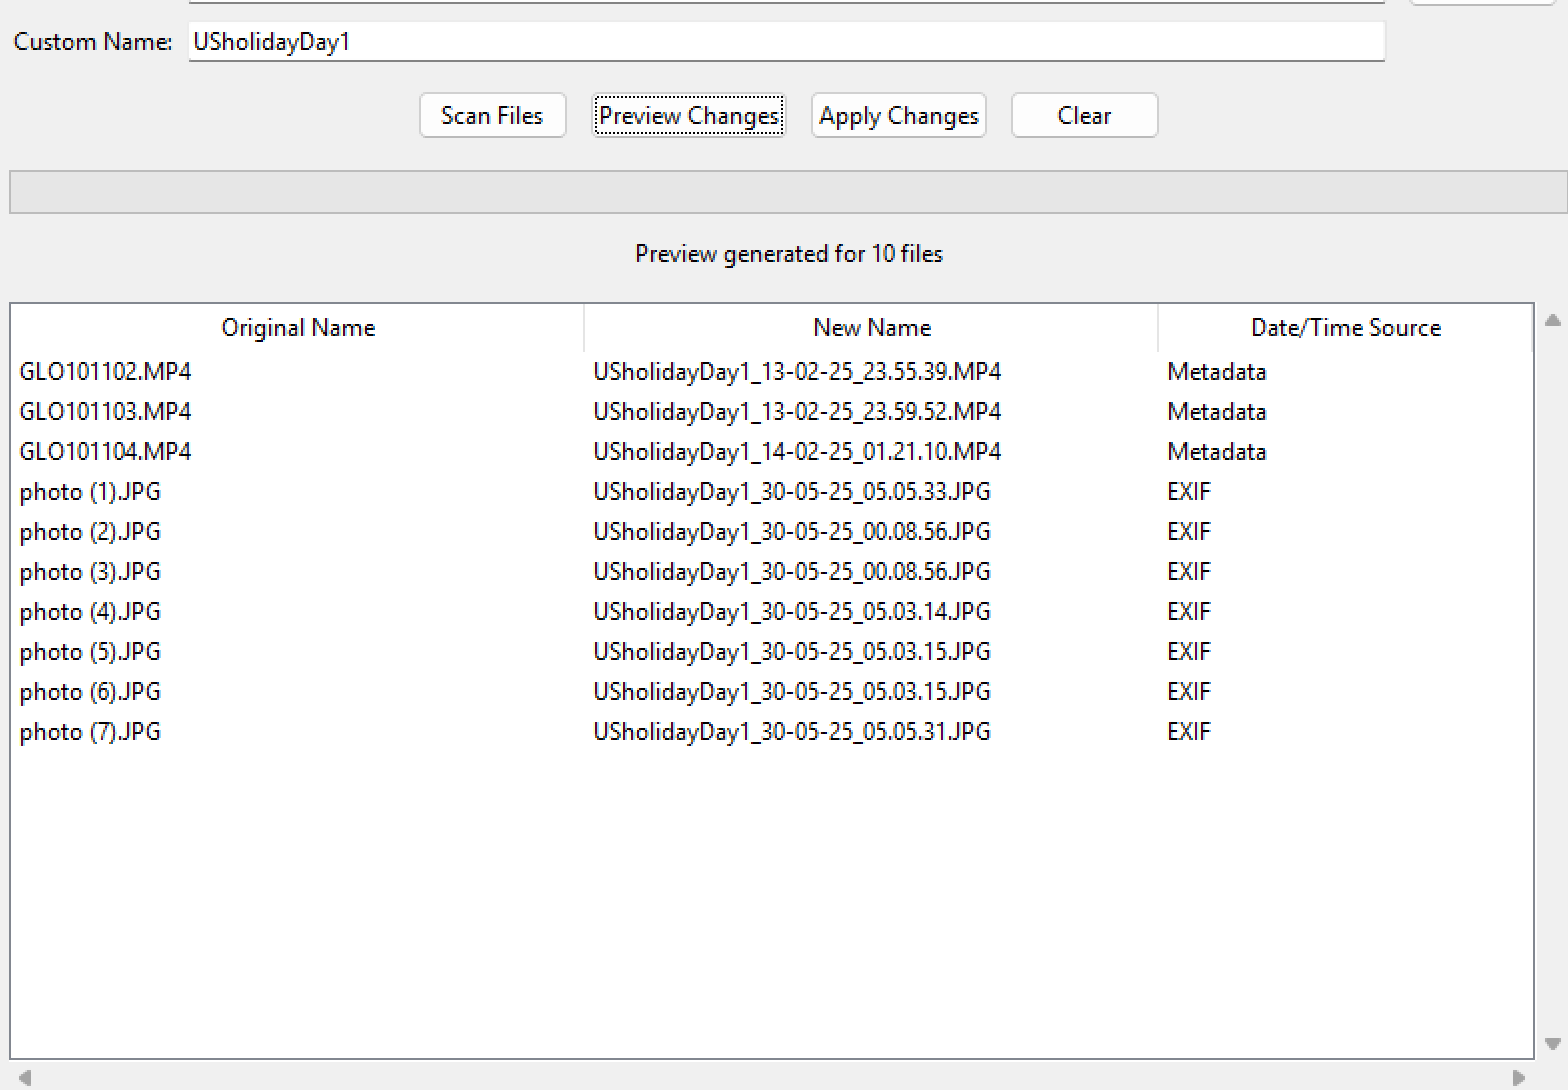 Custom Name: USholidayDay1
Scan Files Preview Changes Apply Changes Clear
Preview generated for 10 files
Original Name New Name Date/Time Source
GLO101102.MP4 USholidayDay1_13-02-25_23.55.39.MP4 Metadata
GLO101103.MP4 USholidayDay1_13-02-25_23.59.52.MP4 Metadata
GLO101104.MP4 USholidayDay1_14-02-25_01.21.10.MP4 Metadata
photo (1).JPG USholidayDay1_30-05-25_05.05.33.JPG EXIF
photo (2).JPG USholidayDay1_30-05-25_00.08.56.JPG EXIF
photo (3).JPG USholidayDay1_30-05-25_00.08.56.JPG EXIF
photo (4).JPG USholidayDay1_30-05-25_05.03.14.JPG EXIF
photo (5).JPG USholidayDay1_30-05-25_05.03.15.JPG EXIF
photo (6).JPG USholidayDay1_30-05-25_05.03.15.JPG EXIF
photo (7).JPG USholidayDay1_30-05-25_05.05.31.JPG EXIF